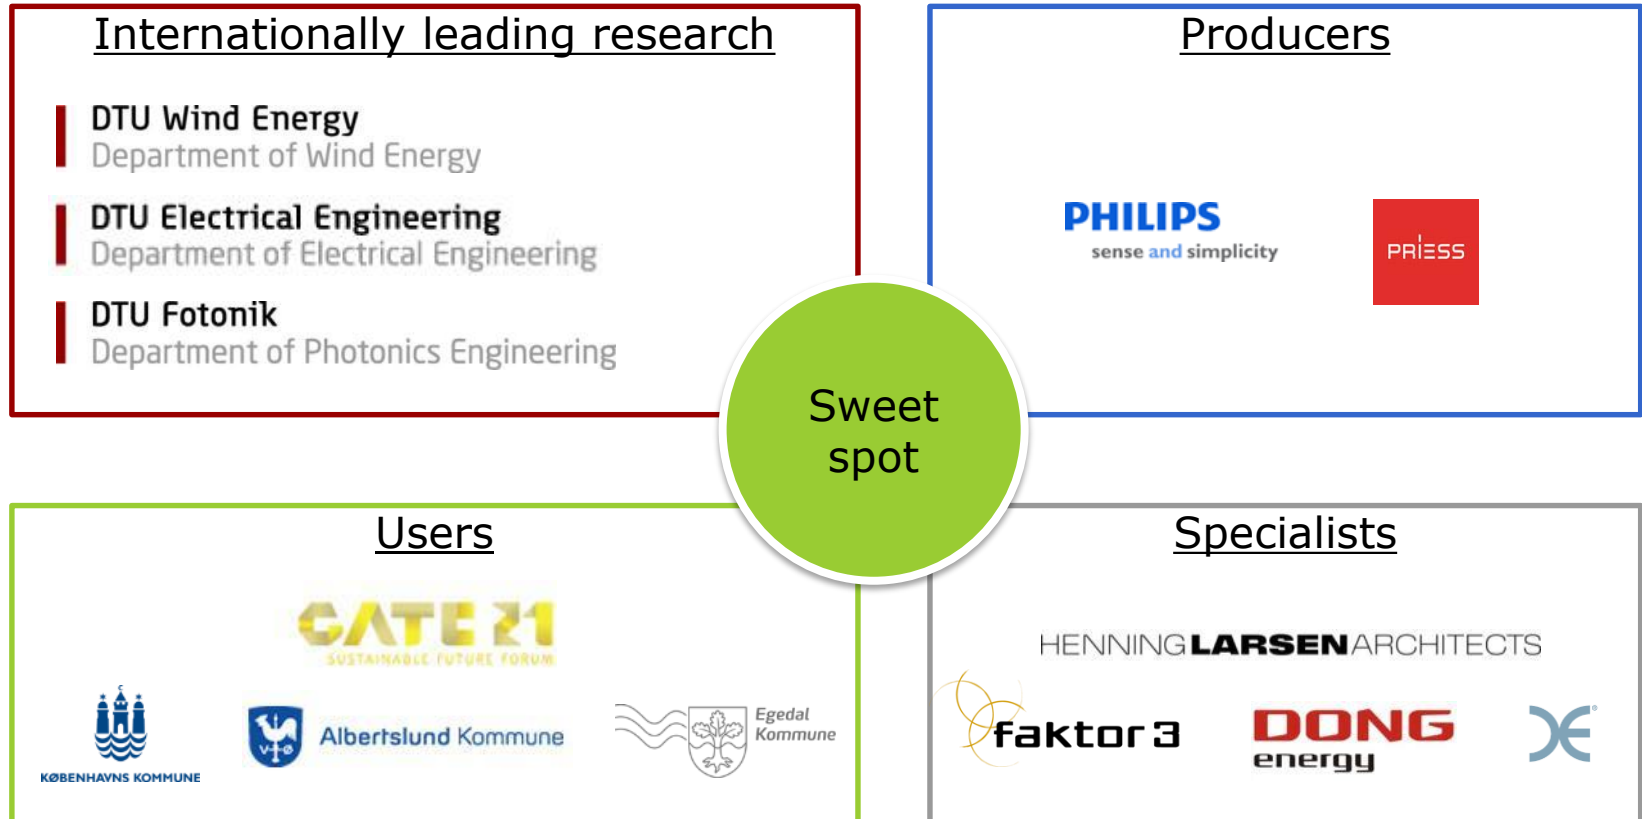 Internationally leading research
DTU Wind Energy
Department of Wind Energy
DTU Electrical Engineering
Department of Electrical Engineering
DTU Fotonik
Department of Photonics Engineering
Producers
PHILIPS
sense and simplicity
PRIESS
Sweet
spot
Users
GATE 21
SUSTAINABLE FUTURE FORUM
KØBENHAVNS KOMMUNE
Albertslund Kommune
Egedal
Kommune
Specialists
HENNING LARSEN ARCHITECTS
faktor 3
DONG
energy